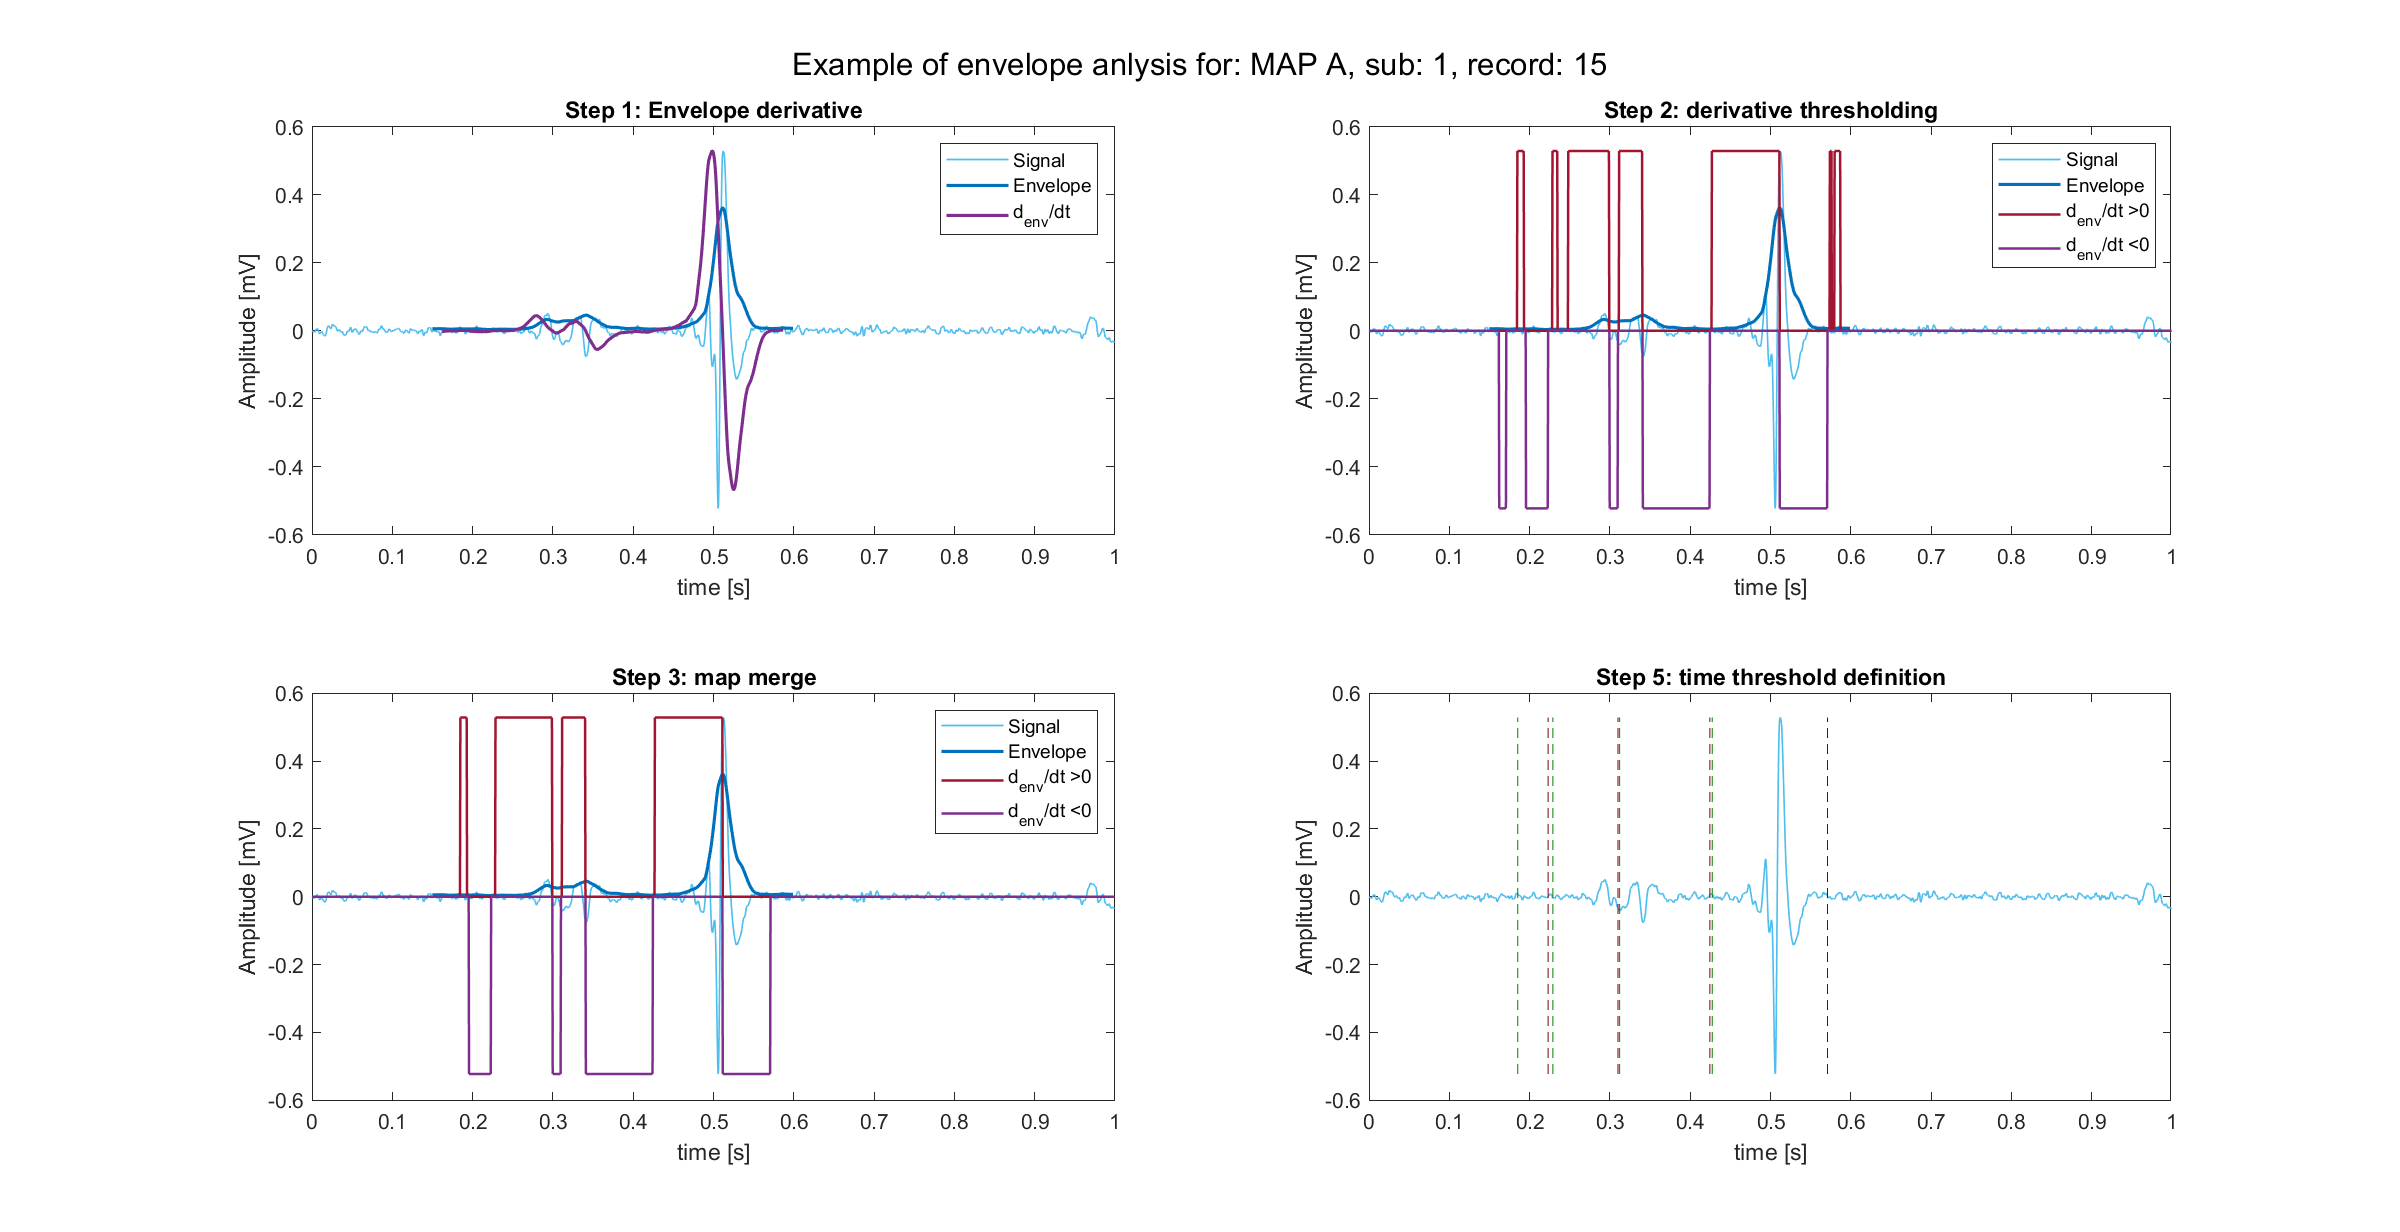 Example of envelope anlysis for: MAP A, sub: 1, record: 15
Step 1: Envelope derivative
0.6
0.4
0.2
0
-0.2
-0.4
-0.6
Amplitude [mV]
0 0.1 0.2 0.3 0.4 0.5 0.6 0.7 0.8 0.9 1
time [s]
Signal
Envelope
d_env/dt
Step 2: derivative thresholding
0.6
0.4
0.2
0
-0.2
-0.4
-0.6
Amplitude [mV]
0 0.1 0.2 0.3 0.4 0.5 0.6 0.7 0.8 0.9 1
time [s]
Signal
Envelope
d_env/dt >0
d_env/dt <0
Step 3: map merge
0.6
0.4
0.2
0
-0.2
-0.4
-0.6
Amplitude [mV]
0 0.1 0.2 0.3 0.4 0.5 0.6 0.7 0.8 0.9 1
time [s]
Signal
Envelope
d_env/dt >0
d_env/dt <0
Step 5: time threshold definition
0.6
0.4
0.2
0
-0.2
-0.4
-0.6
Amplitude [mV]
0 0.1 0.2 0.3 0.4 0.5 0.6 0.7 0.8 0.9 1
time [s]